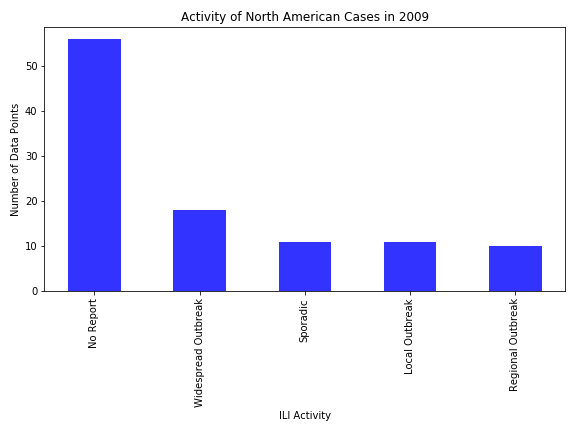 Activity of North American Cases in 2009
Number of Data Points
50
40
30
20
10
0
No Report
Widespread Outbreak
Sporadic
Local Outbreak
Regional Outbreak
ILI Activity